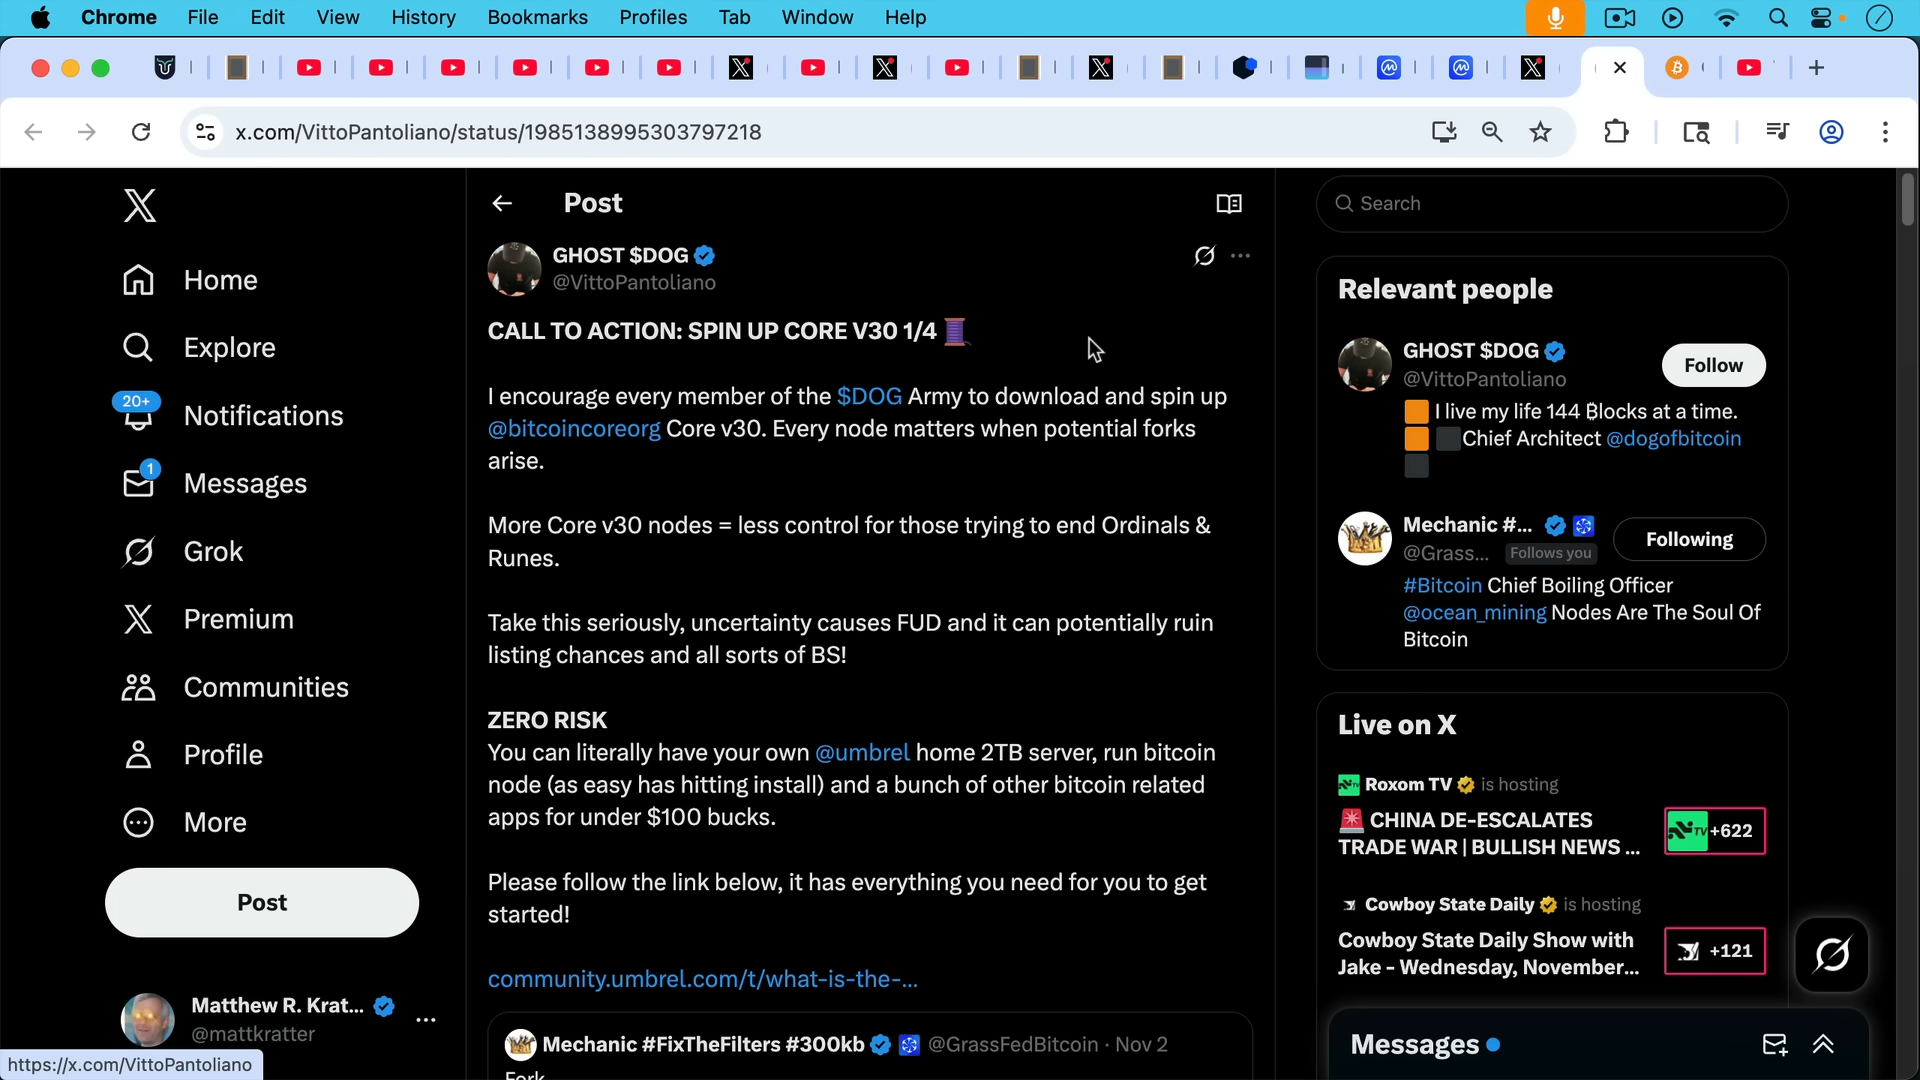 Chrome File Edit View History Bookmarks Profiles Tab Window Help
x.com/VittoPantoliano/status/1985138995303797218
Home
Explore
20+
Notifications
1
Messages
Grok
Premium
Communities
Profile
More
Post
Matthew R. Krat...
@mattkratter
https://x.com/VittoPantoliano
Post
GHOST $DOG
@VittoPantoliano
CALL TO ACTION: SPIN UP CORE V30 1/4
I encourage every member of the $DOG Army to download and spin up
@bitcoincoreorg Core v30. Every node matters when potential forks
arise.
More Core v30 nodes = less control for those trying to end Ordinals &
Runes.
Take this seriously, uncertainty causes FUD and it can potentially ruin
listing chances and all sorts of BS!
ZERO RISK
You can literally have your own @umbrel home 2TB server, run bitcoin
node (as easy has hitting install) and a bunch of other bitcoin related
apps for under $100 bucks.
Please follow the link below, it has everything you need for you to get
started!
community.umbrel.com/t/what-is-the-...
Mechanic #FixTheFilters #300kb @GrassFedBitcoin · Nov 2
Fork
Search
Relevant people
GHOST $DOG
@VittoPantoliano
Follow
I live my life 144 ₿locks at a time.
Chief Architect @dogofbitcoin
Mechanic #...
@Grass... Follows you
Following
#Bitcoin Chief Boiling Officer
@ocean_mining Nodes Are The Soul Of
Bitcoin
Live on X
Roxom TV is hosting
CHINA DE-ESCALATES
TRADE WAR | BULLISH NEWS ...
TV +622
Cowboy State Daily is hosting
Cowboy State Daily Show with
Jake - Wednesday, November...
+121
Messages